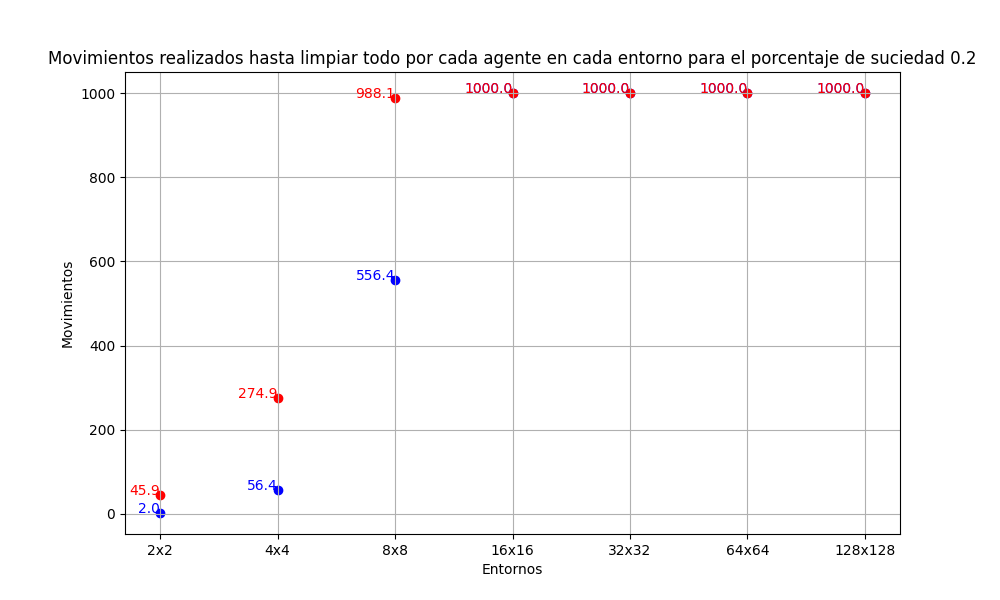 Movimientos realizados hasta limpiar todo por cada agente en cada entorno para el porcentaje de suciedad 0.2
1000
988.1
1000.0
1000.0
1000.0
1000.0
800
600
556.4
400
274.9
200
56.4
45.9
2.0
0
Movimientos
2x2
4x4
8x8
16x16
32x32
64x64
128x128
Entornos